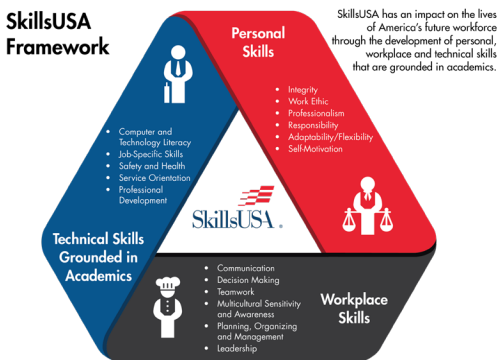 SkillsUSA
Framework
SkillsUSA has an impact on the lives
of America's future workforce
through the development of personal,
workplace and technical skills
that are grounded in academics.
Personal
Skills
• Integrity
• Work Ethic
• Professionalism
• Responsibility
• Adaptability/Flexibility
• Self-Motivation
• Computer and
Technology Literacy
• Job-Specific Skills
• Safety and Health
• Service Orientation
• Professional
Development
SkillsUSA®
Technical Skills
Grounded in
Academics
• Communication
• Decision Making
• Teamwork
• Multicultural Sensitivity
and Awareness
• Planning, Organizing
and Management
• Leadership
Workplace
Skills